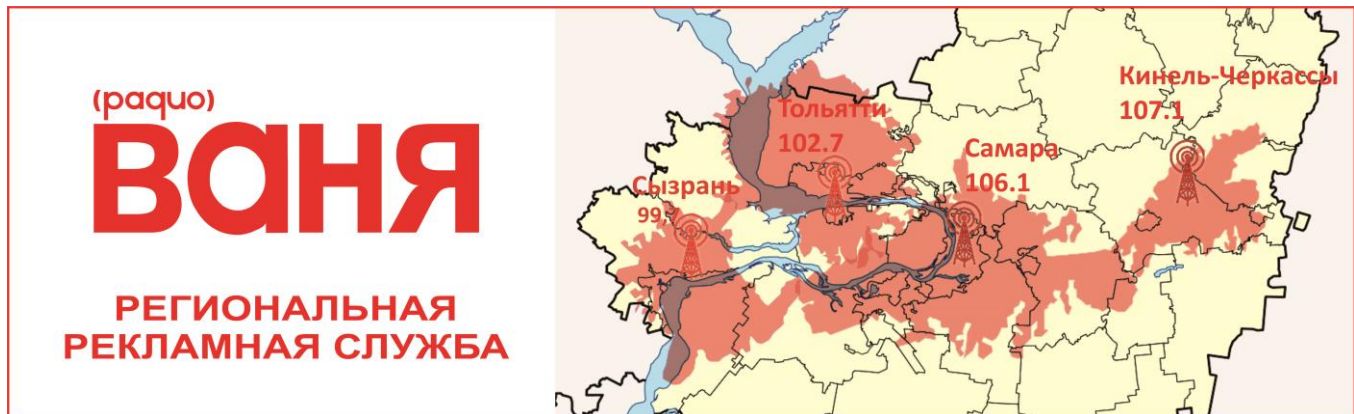 (радио)
ВАНЯ
РЕГИОНАЛЬНАЯ
РЕКЛАМНАЯ СЛУЖБА
Кинель-Черкассы
107.1
Тольятти
102.7
Самара
106.1
Сызрань